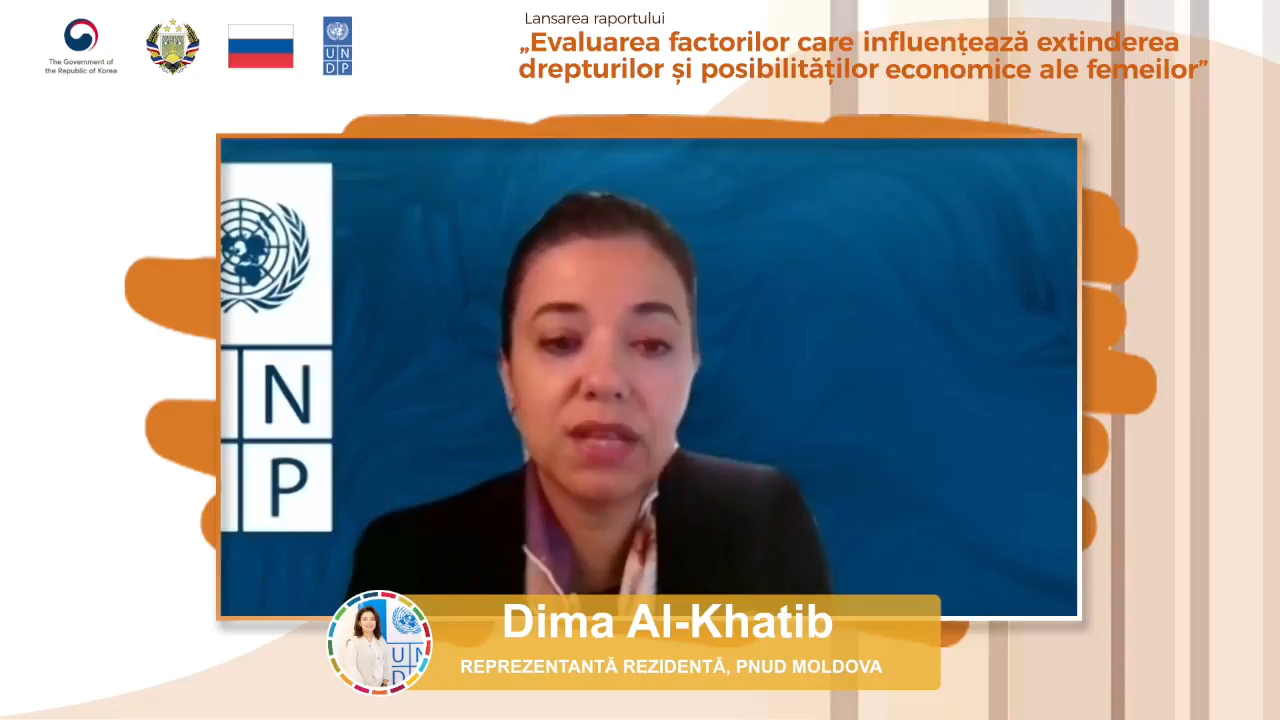 Lansarea raportului
„Evaluarea factorilor care influențează extinderea
drepturilor și posibilităților economice ale femeilor”
The Government of
the Republic of Korea
U N
D P
N
P
Dima Al-Khatib
REPREZENTANTĂ REZIDENTĂ, PNUD MOLDOVA
U N
D